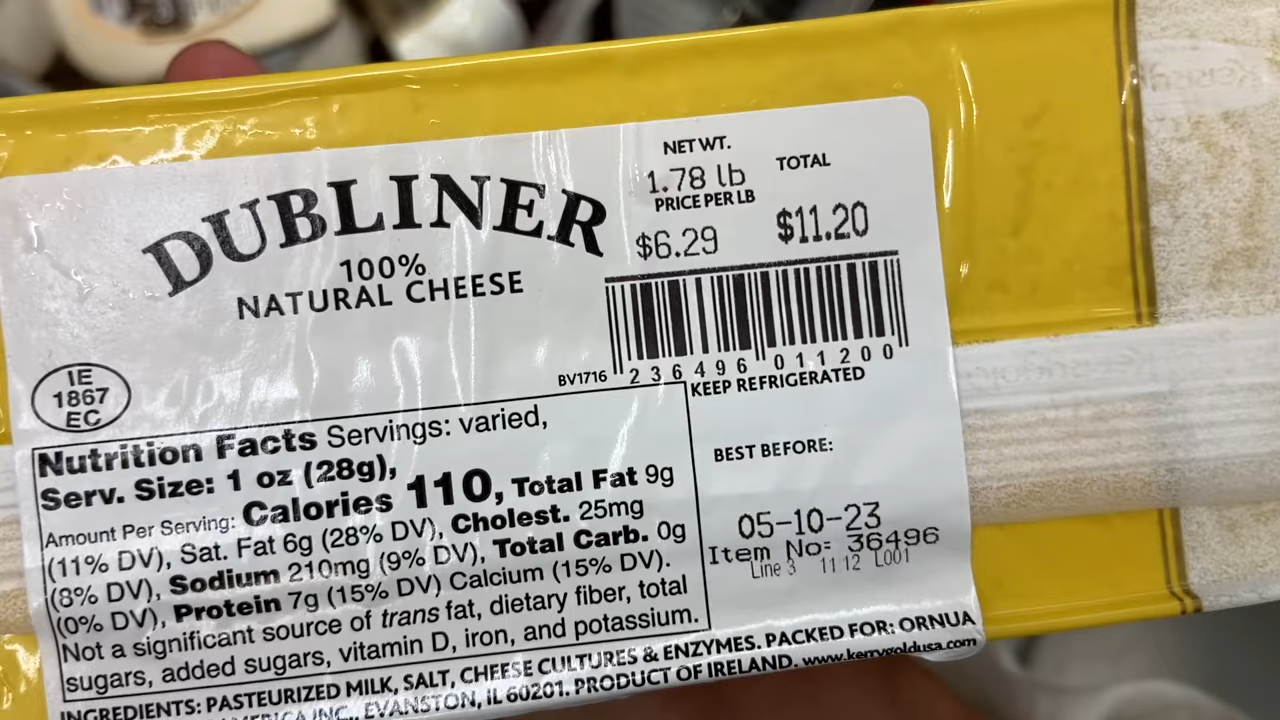 DUBLINER
100%
NATURAL CHEESE
NET WT.
1.78 lb
PRICE PER LB
$6.29
TOTAL
$11.20
BV1716
2 36496 011200
KEEP REFRIGERATED
IE
1867
EC
Nutrition Facts Servings: varied,
Serv. Size: 1 oz (28g),
Amount Per Serving: Calories 110, Total Fat 9g
(11% DV), Sat. Fat 6g (28% DV), Cholest. 25mg
(8% DV), Sodium 210mg (9% DV), Total Carb. 0g
(0% DV), Protein 7g (15% DV) Calcium (15% DV).
Not a significant source of trans fat, dietary fiber, total
sugars, added sugars, vitamin D, iron, and potassium.
BEST BEFORE:
05-10-23
Item No: 36496
Line 3 11 12 L001
INGREDIENTS: PASTEURIZED MILK, SALT, CHEESE CULTURES & ENZYMES. PACKED FOR: ORNUA
AMERICA INC., EVANSTON, IL 60201. PRODUCT OF IRELAND. www.kerrygoldusa.com